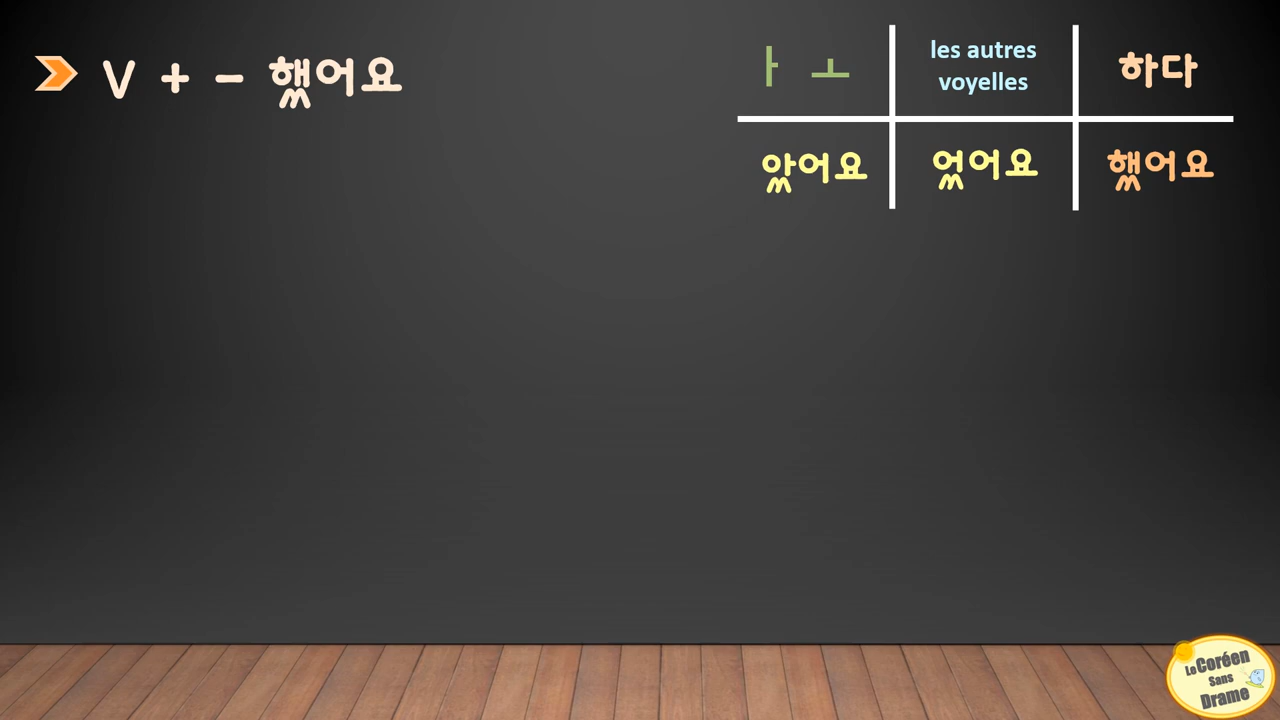 V + - 했어요
ㅏ ㅗ
les autres
voyelles
하다
았어요
었어요
했어요
Le Coréen
Sans
Drame